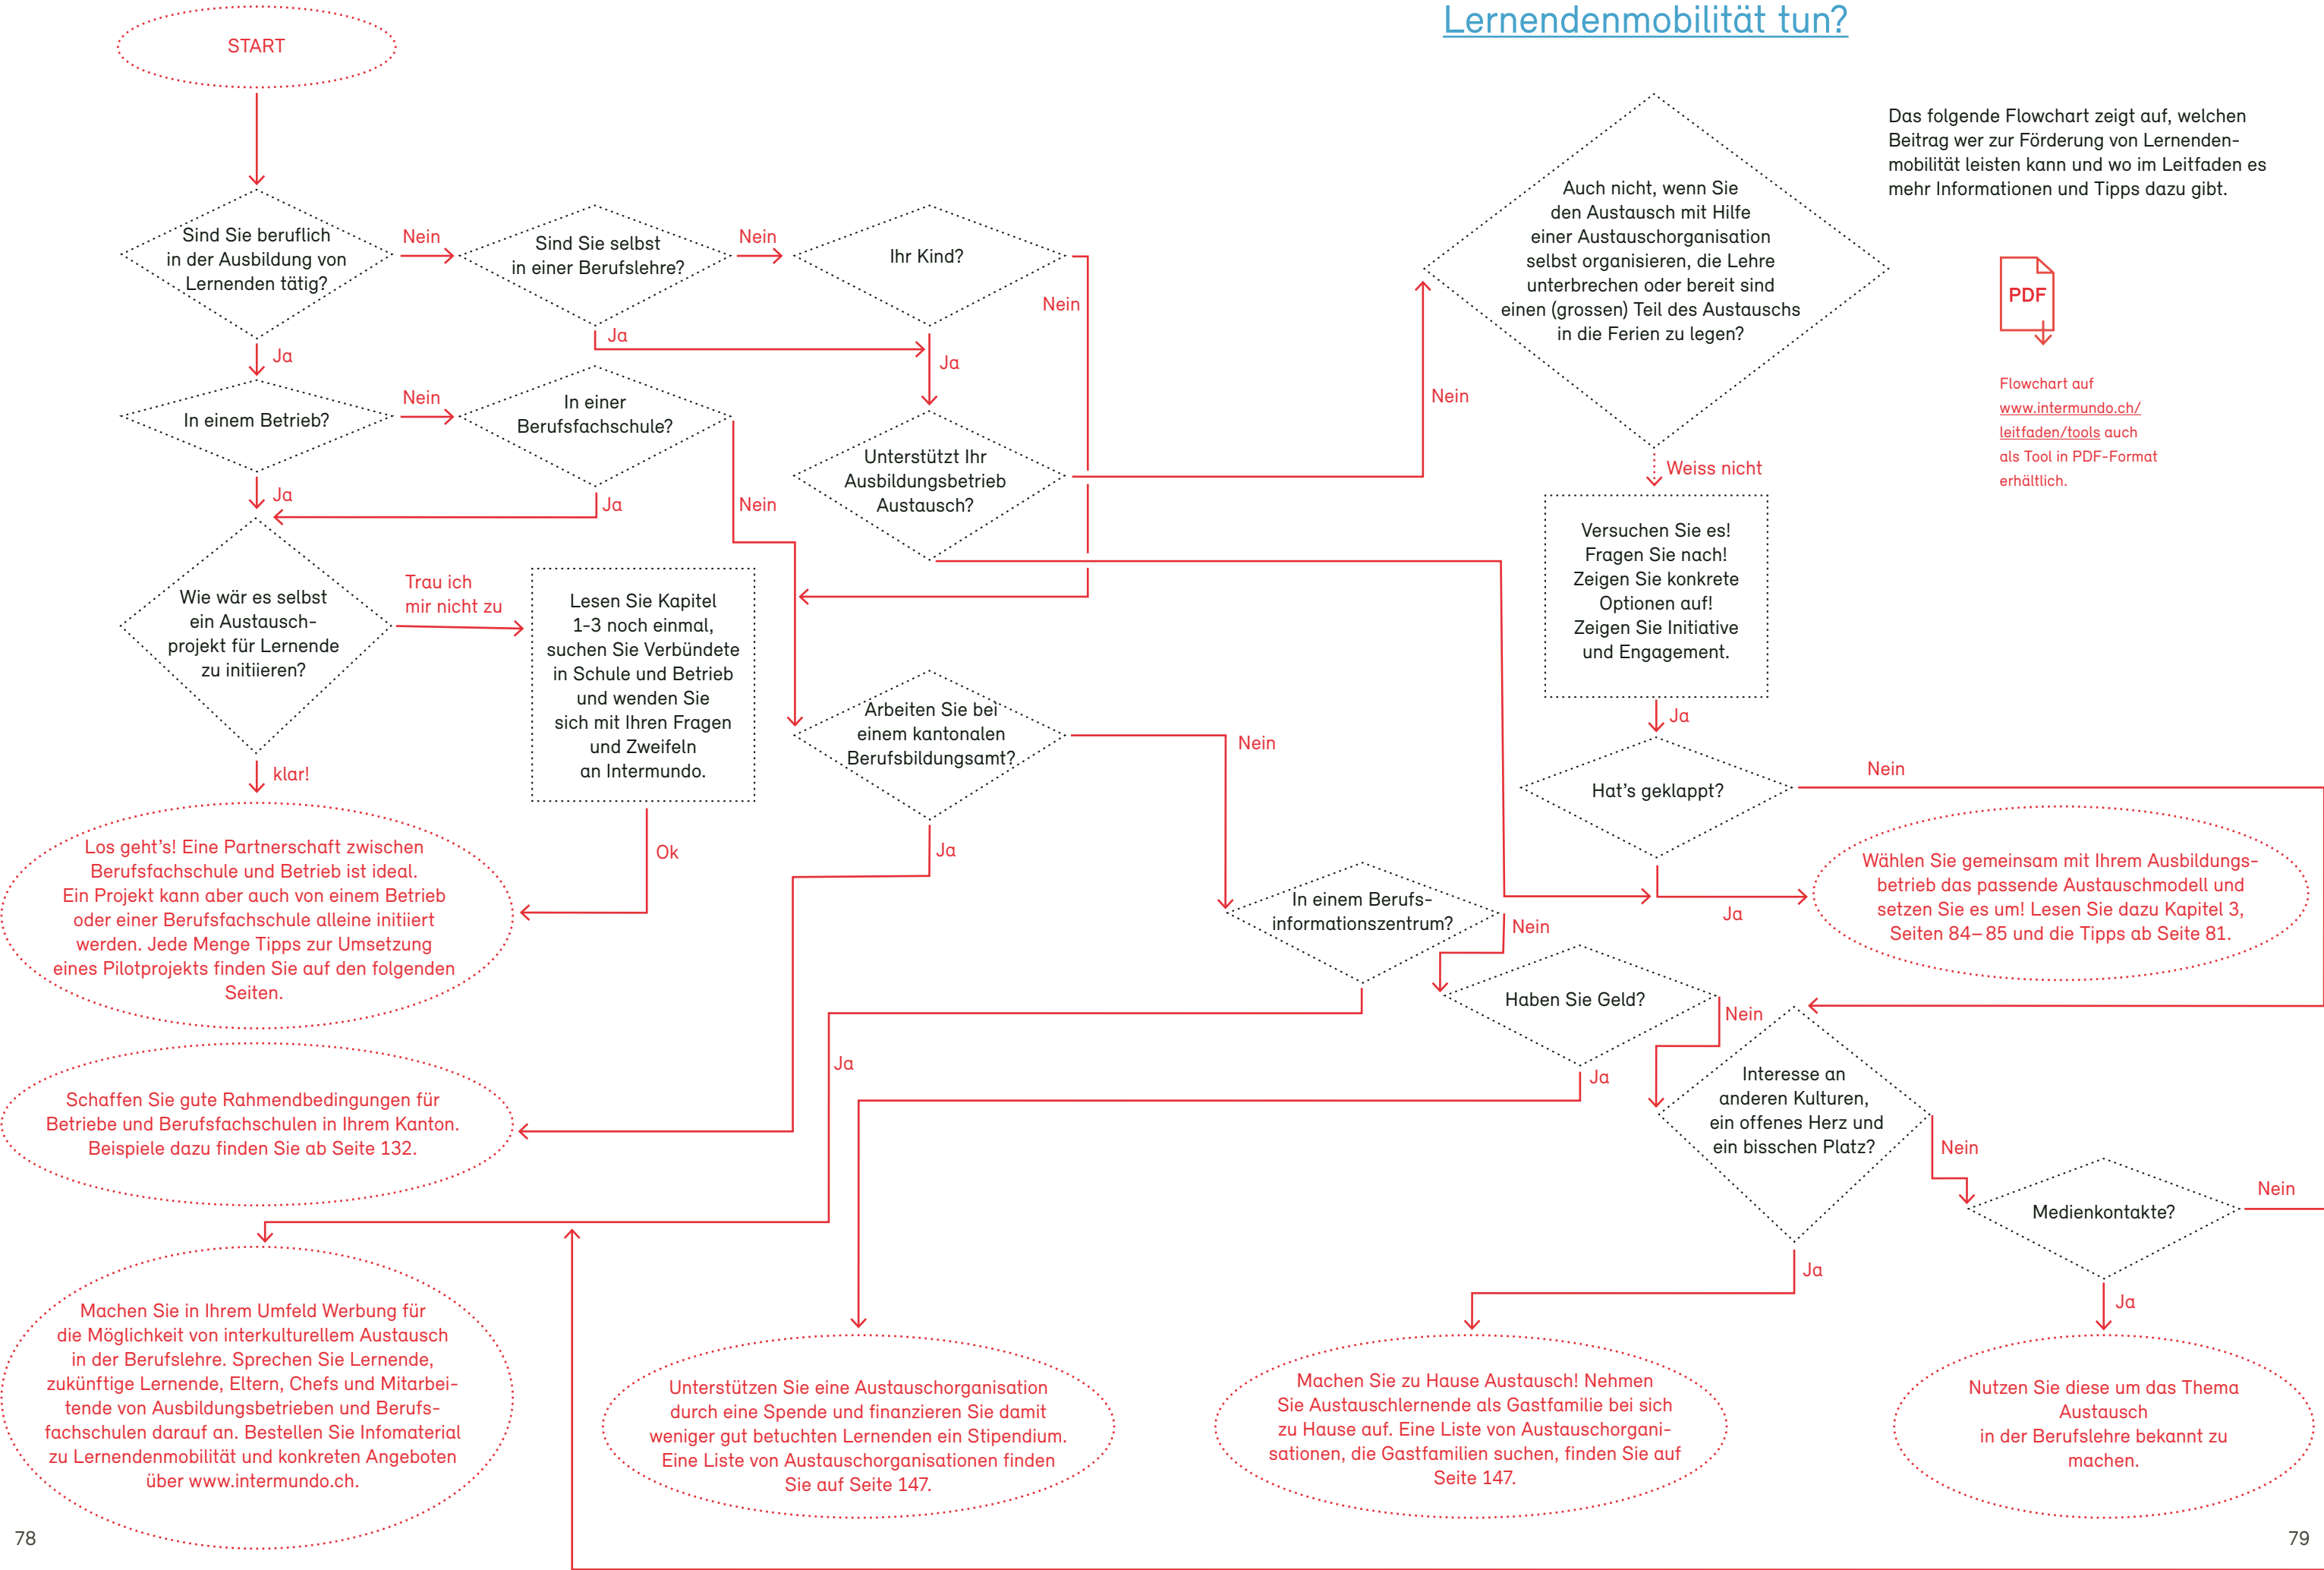 Lernendenmobilität tun?
START
Das folgende Flowchart zeigt auf, welchen
Beitrag wer zur Förderung von Lernenden-
mobilität leisten kann und wo im Leitfaden es
mehr Informationen und Tipps dazu gibt.
PDF
Flowchart auf
www.intermundo.ch/
leitfaden/tools auch
als Tool in PDF-Format
erhältlich.
Sind Sie beruflich
in der Ausbildung von
Lernenden tätig?
Nein
Sind Sie selbst
in einer Berufslehre?
Nein
Ihr Kind?
Nein
Ja
Ja
Ja
In einem Betrieb?
Nein
In einer
Berufsfachschule?
Nein
Ja
Ja
Unterstützt Ihr
Ausbildungsbetrieb
Austausch?
Nein
Auch nicht, wenn Sie
den Austausch mit Hilfe
einer Austauschorganisation
selbst organisieren, die Lehre
unterbrechen oder bereit sind
einen (grossen) Teil des Austauschs
in die Ferien zu legen?
Weiss nicht
Versuchen Sie es!
Fragen Sie nach!
Zeigen Sie konkrete
Optionen auf!
Zeigen Sie Initiative
und Engagement.
Ja
Hat's geklappt?
Nein
Ja
Wählen Sie gemeinsam mit Ihrem Ausbildungs-
betrieb das passende Austauschmodell und
setzen Sie es um! Lesen Sie dazu Kapitel 3,
Seiten 84–85 und die Tipps ab Seite 81.
Wie wär es selbst
ein Austausch-
projekt für Lernende
zu initiieren?
Trau ich
mir nicht zu
Lesen Sie Kapitel
1-3 noch einmal,
suchen Sie Verbündete
in Schule und Betrieb
und wenden Sie
sich mit Ihren Fragen
und Zweifeln
an Intermundo.
klar!
Ok
Los geht's! Eine Partnerschaft zwischen
Berufsfachschule und Betrieb ist ideal.
Ein Projekt kann aber auch von einem Betrieb
oder einer Berufsfachschule alleine initiiert
werden. Jede Menge Tipps zur Umsetzung
eines Pilotprojekts finden Sie auf den folgenden
Seiten.
Arbeiten Sie bei
einem kantonalen
Berufsbildungsamt?
Nein
Ja
Schaffen Sie gute Rahmendbedingungen für
Betriebe und Berufsfachschulen in Ihrem Kanton.
Beispiele dazu finden Sie ab Seite 132.
In einem Berufs-
informationszentrum?
Nein
Ja
Haben Sie Geld?
Nein
Ja
Interesse an
anderen Kulturen,
ein offenes Herz und
ein bisschen Platz?
Nein
Ja
Medienkontakte?
Nein
Ja
Machen Sie in Ihrem Umfeld Werbung für
die Möglichkeit von interkulturellem Austausch
in der Berufslehre. Sprechen Sie Lernende,
zukünftige Lernende, Eltern, Chefs und Mitarbei-
tende von Ausbildungsbetrieben und Berufs-
fachschulen darauf an. Bestellen Sie Infomaterial
zu Lernendenmobilität und konkreten Angeboten
über www.intermundo.ch.
Unterstützen Sie eine Austauschorganisation
durch eine Spende und finanzieren Sie damit
weniger gut betuchten Lernenden ein Stipendium.
Eine Liste von Austauschorganisationen finden
Sie auf Seite 147.
Machen Sie zu Hause Austausch! Nehmen
Sie Austauschlernende als Gastfamilie bei sich
zu Hause auf. Eine Liste von Austauschorgani-
sationen, die Gastfamilien suchen, finden Sie auf
Seite 147.
Nutzen Sie diese um das Thema
Austausch
in der Berufslehre bekannt zu
machen.
78
79